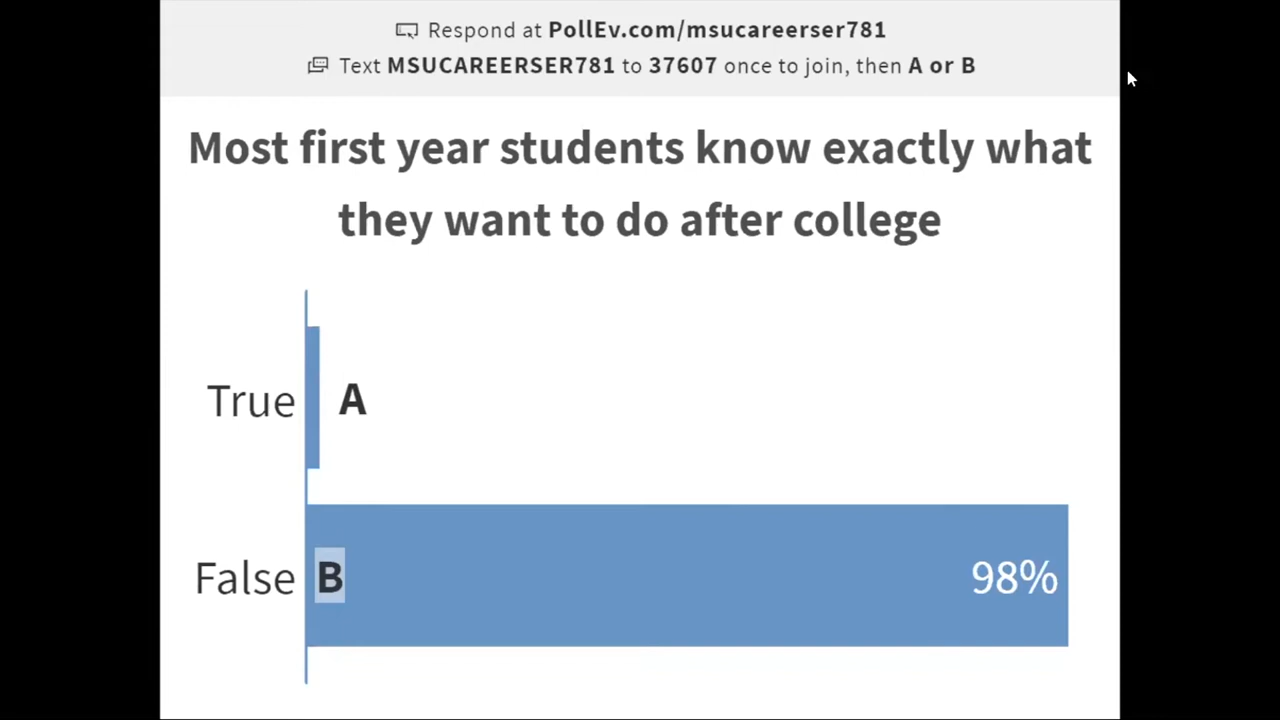 Respond at PollEv.com/msucareerser781
Text MSUCAREERSER781 to 37607 once to join, then A or B
Most first year students know exactly what
they want to do after college
True A
False B 98%